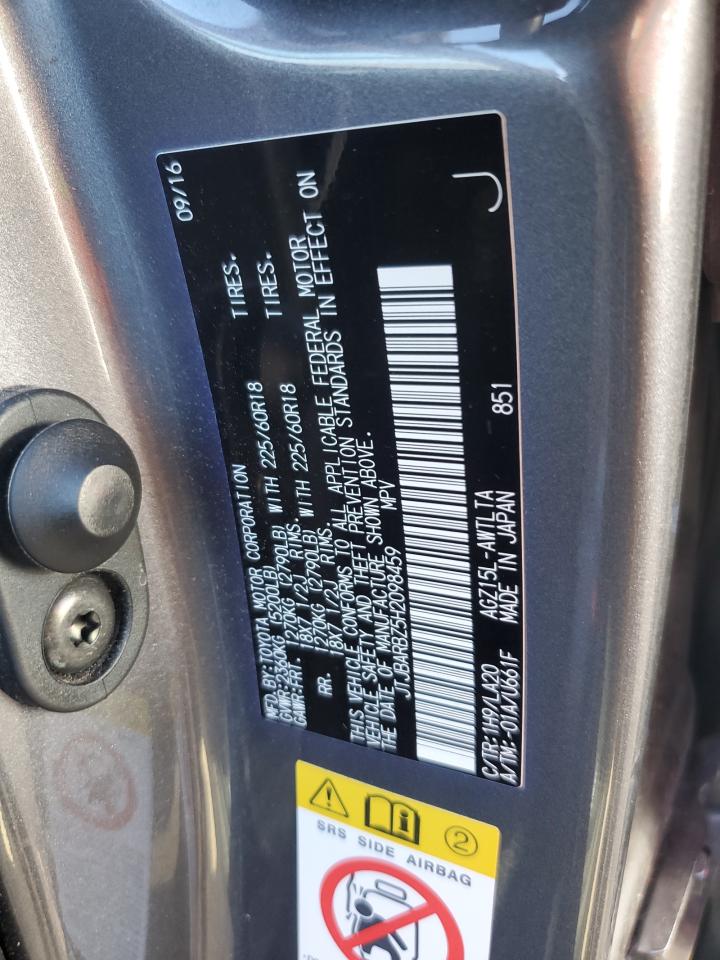 MFD. BY: TOYOTA MOTOR CORPORATION 09/16
GVWR: 2360KG (5200LB)
GAWR: FRT. 1270KG (2790LB) WITH 225/60R18 TIRES.
18X7 1/2J RIMS.
RR. 1270KG (2790LB) WITH 225/60R18 TIRES.
18X7 1/2J RIMS.
THIS VEHICLE CONFORMS TO ALL APPLICABLE FEDERAL MOTOR
VEHICLE SAFETY AND THEFT PREVENTION STANDARDS IN EFFECT ON
THE DATE OF MANUFACTURE SHOWN ABOVE.
JTJBARBZ5H2098459 MPV
C/TR: 1H9/LA20 AGZ15L-AWTLTA
A/TM: -01A/U661F MADE IN JAPAN 851
J
2
SRS SIDE AIRBAG